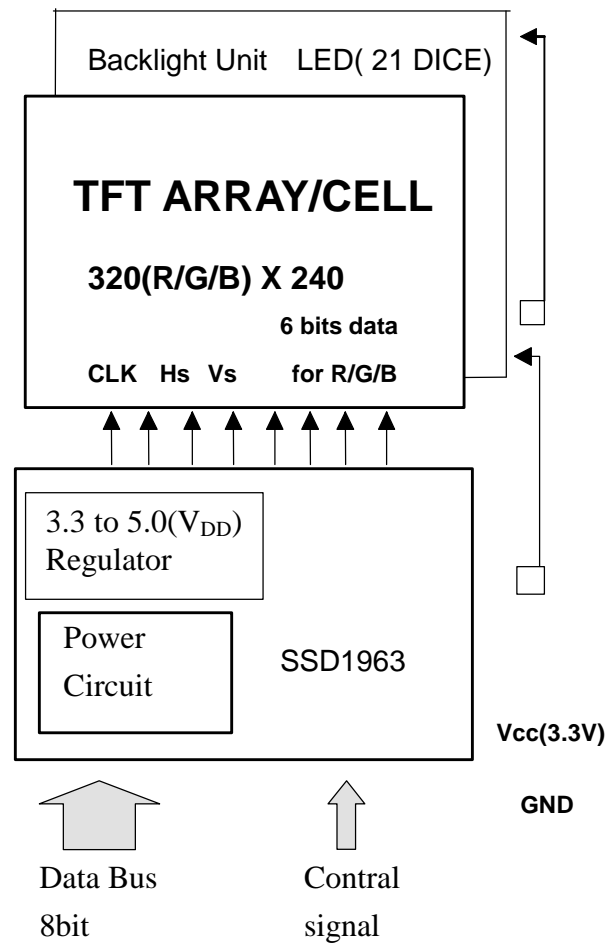 Backlight Unit LED( 21 DICE)
TFT ARRAY/CELL
320(R/G/B) X 240
6 bits data
CLK Hs Vs for R/G/B
3.3 to 5.0(VDD)
Regulator
Power
Circuit
SSD1963
Vcc(3.3V)
GND
Data Bus
8bit
Contral
signal